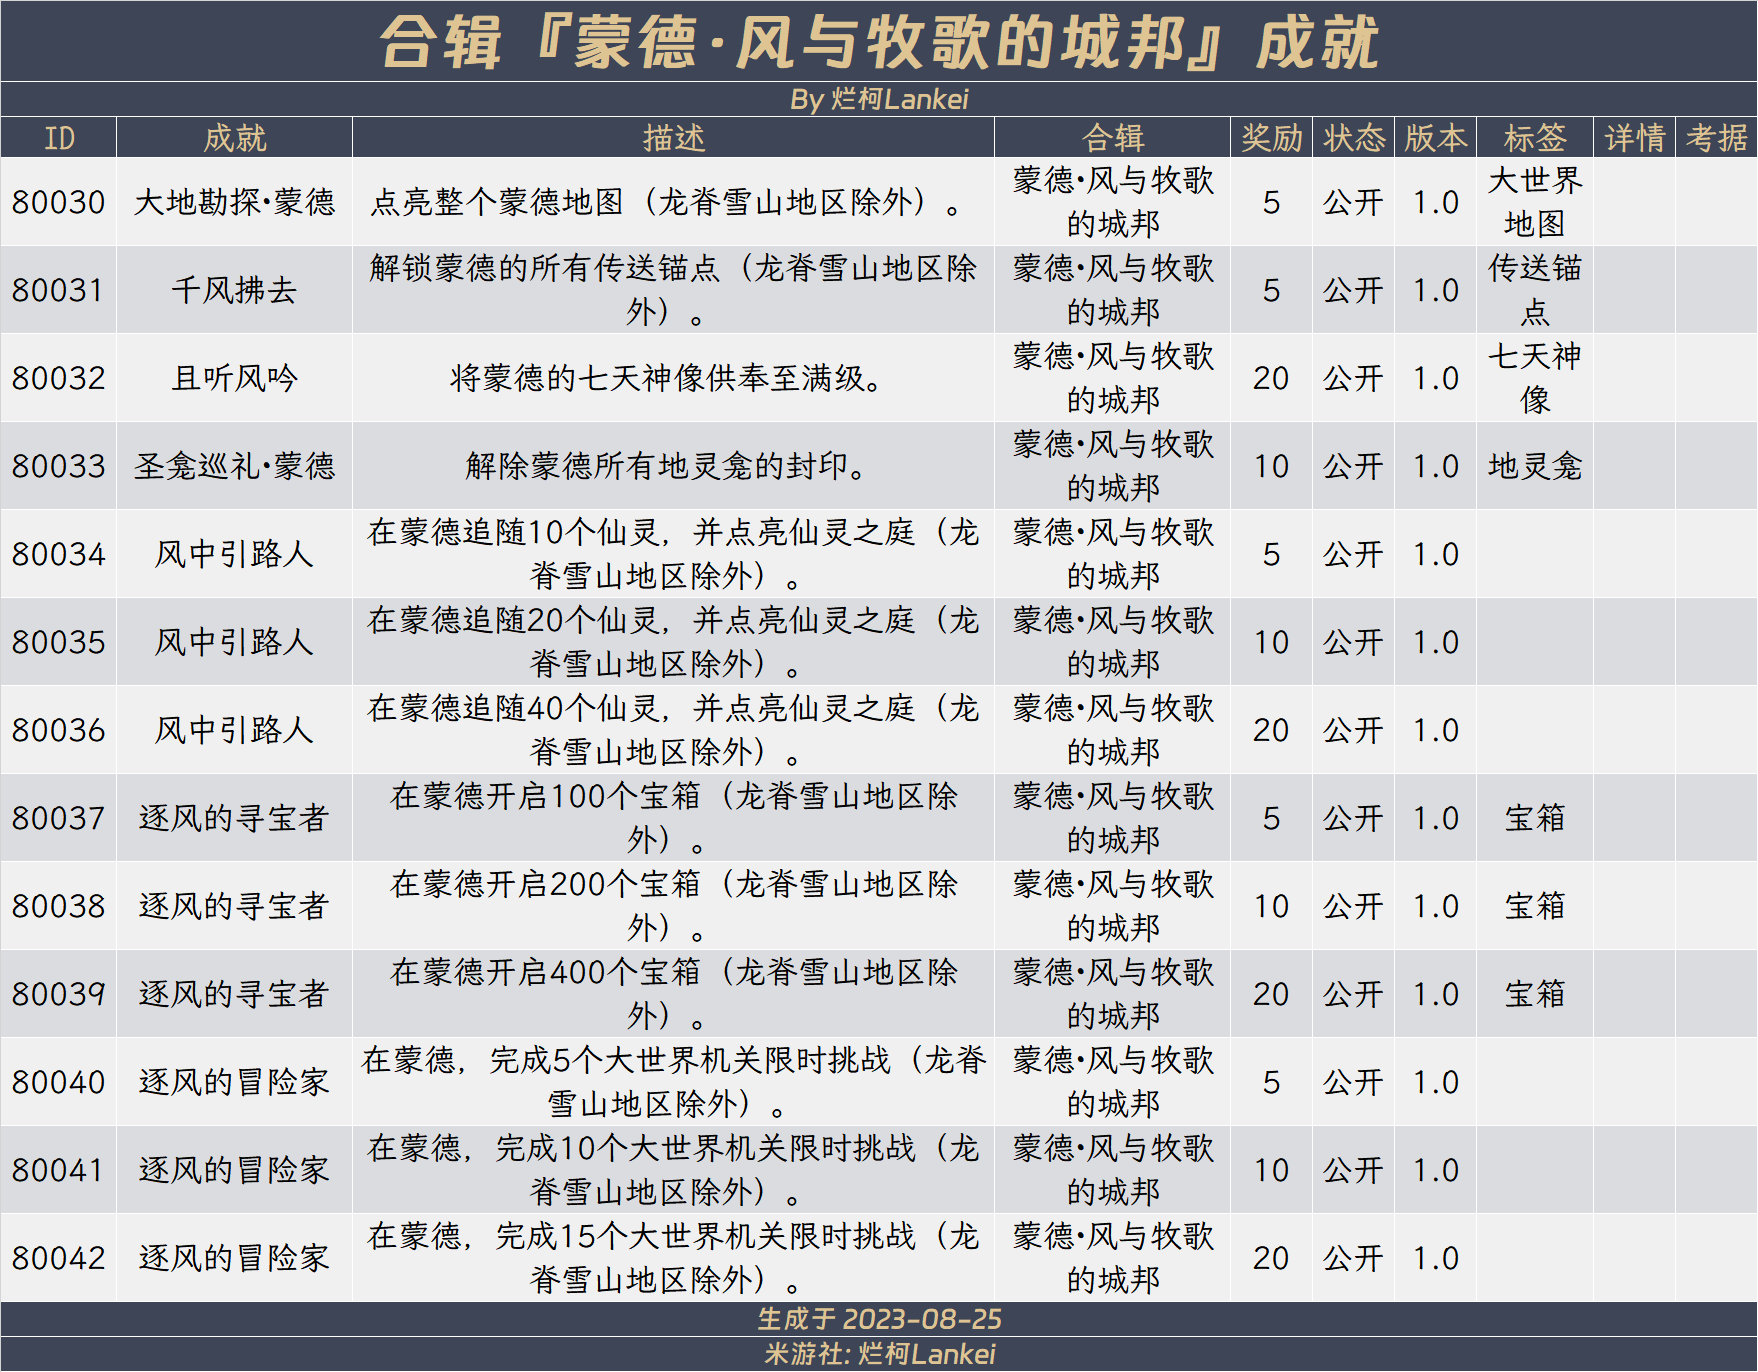 合辑『蒙德·风与牧歌的城邦』成就
By 烂柯Lankei
ID 成就 描述 合辑 奖励 状态 版本 标签 详情 考据
80030 大地勘探·蒙德 点亮整个蒙德地图（龙脊雪山地区除外）。 蒙德·风与牧歌的城邦 5 公开 1.0 大世界地图
80031 千风拂去 解锁蒙德的所有传送锚点（龙脊雪山地区除外）。 蒙德·风与牧歌的城邦 5 公开 1.0 传送锚点
80032 且听风吟 将蒙德的七天神像供奉至满级。 蒙德·风与牧歌的城邦 20 公开 1.0 七天神像
80033 圣龛巡礼·蒙德 解除蒙德所有地灵龛的封印。 蒙德·风与牧歌的城邦 10 公开 1.0 地灵龛
80034 风中引路人 在蒙德追随10个仙灵，并点亮仙灵之庭（龙脊雪山地区除外）。 蒙德·风与牧歌的城邦 5 公开 1.0
80035 风中引路人 在蒙德追随20个仙灵，并点亮仙灵之庭（龙脊雪山地区除外）。 蒙德·风与牧歌的城邦 10 公开 1.0
80036 风中引路人 在蒙德追随40个仙灵，并点亮仙灵之庭（龙脊雪山地区除外）。 蒙德·风与牧歌的城邦 20 公开 1.0
80037 逐风的寻宝者 在蒙德开启100个宝箱（龙脊雪山地区除外）。 蒙德·风与牧歌的城邦 5 公开 1.0 宝箱
80038 逐风的寻宝者 在蒙德开启200个宝箱（龙脊雪山地区除外）。 蒙德·风与牧歌的城邦 10 公开 1.0 宝箱
80039 逐风的寻宝者 在蒙德开启400个宝箱（龙脊雪山地区除外）。 蒙德·风与牧歌的城邦 20 公开 1.0 宝箱
80040 逐风的冒险家 在蒙德，完成5个大世界机关限时挑战（龙脊雪山地区除外）。 蒙德·风与牧歌的城邦 5 公开 1.0
80041 逐风的冒险家 在蒙德，完成10个大世界机关限时挑战（龙脊雪山地区除外）。 蒙德·风与牧歌的城邦 10 公开 1.0
80042 逐风的冒险家 在蒙德，完成15个大世界机关限时挑战（龙脊雪山地区除外）。 蒙德·风与牧歌的城邦 20 公开 1.0
生成于 2023-08-25
米游社: 烂柯Lankei